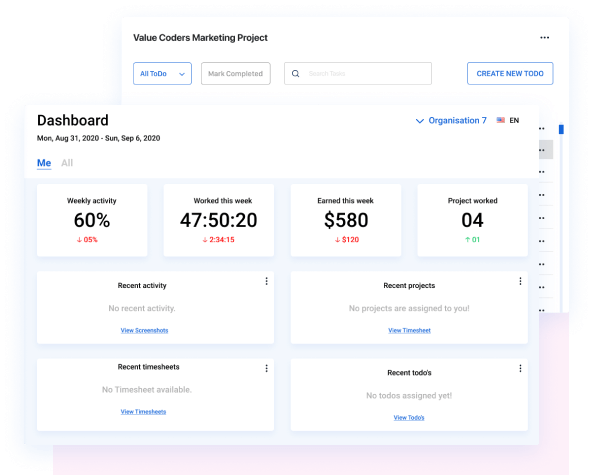 Value Coders Marketing Project
All ToDo
Mark Completed
Search Todos
CREATE NEW TODO
Dashboard
Organisation 7
EN
Mon, Aug 31, 2020 - Sun, Sep 6, 2020
Me All
Weekly activity
60%
↓ 05%
Worked this week
47:50:20
↓ 2:34:15
Earned this week
$580
↓ $120
Project worked
04
↑ 01
Recent activity
No recent activity.
View Screenshots
Recent projects
No projects are assigned to you!
View Timesheet
Recent timesheets
No Timesheet available.
View Timesheets
Recent todo's
No todos assigned yet!
View Todo's